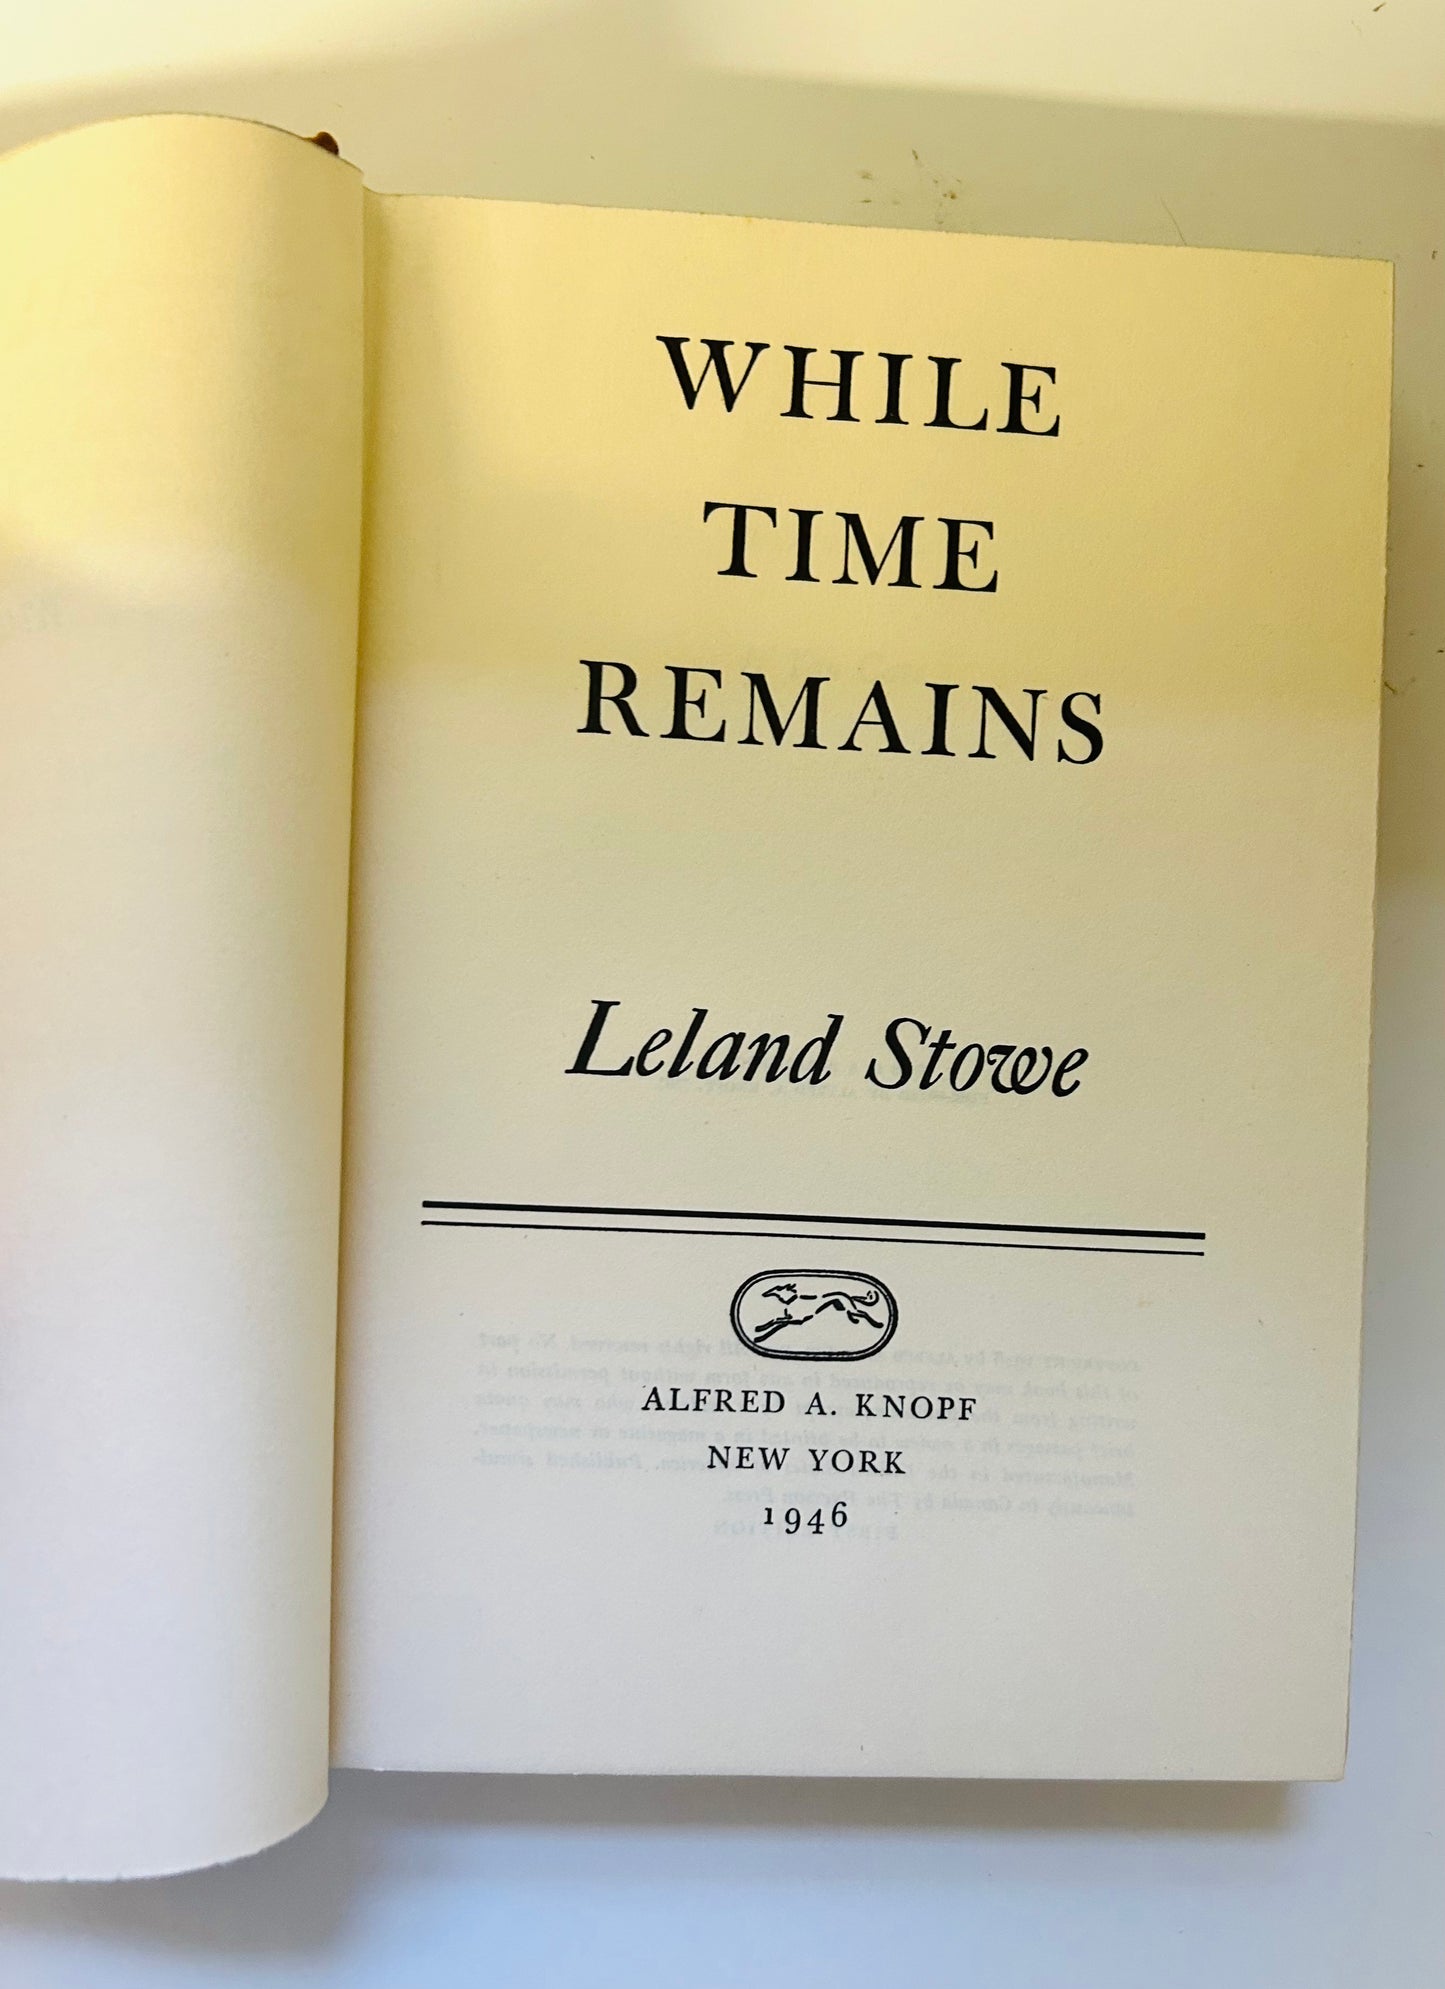 WHILE
TIME
REMAINS
Leland Stowe
ALFRED A. KNOPF
NEW YORK
1946